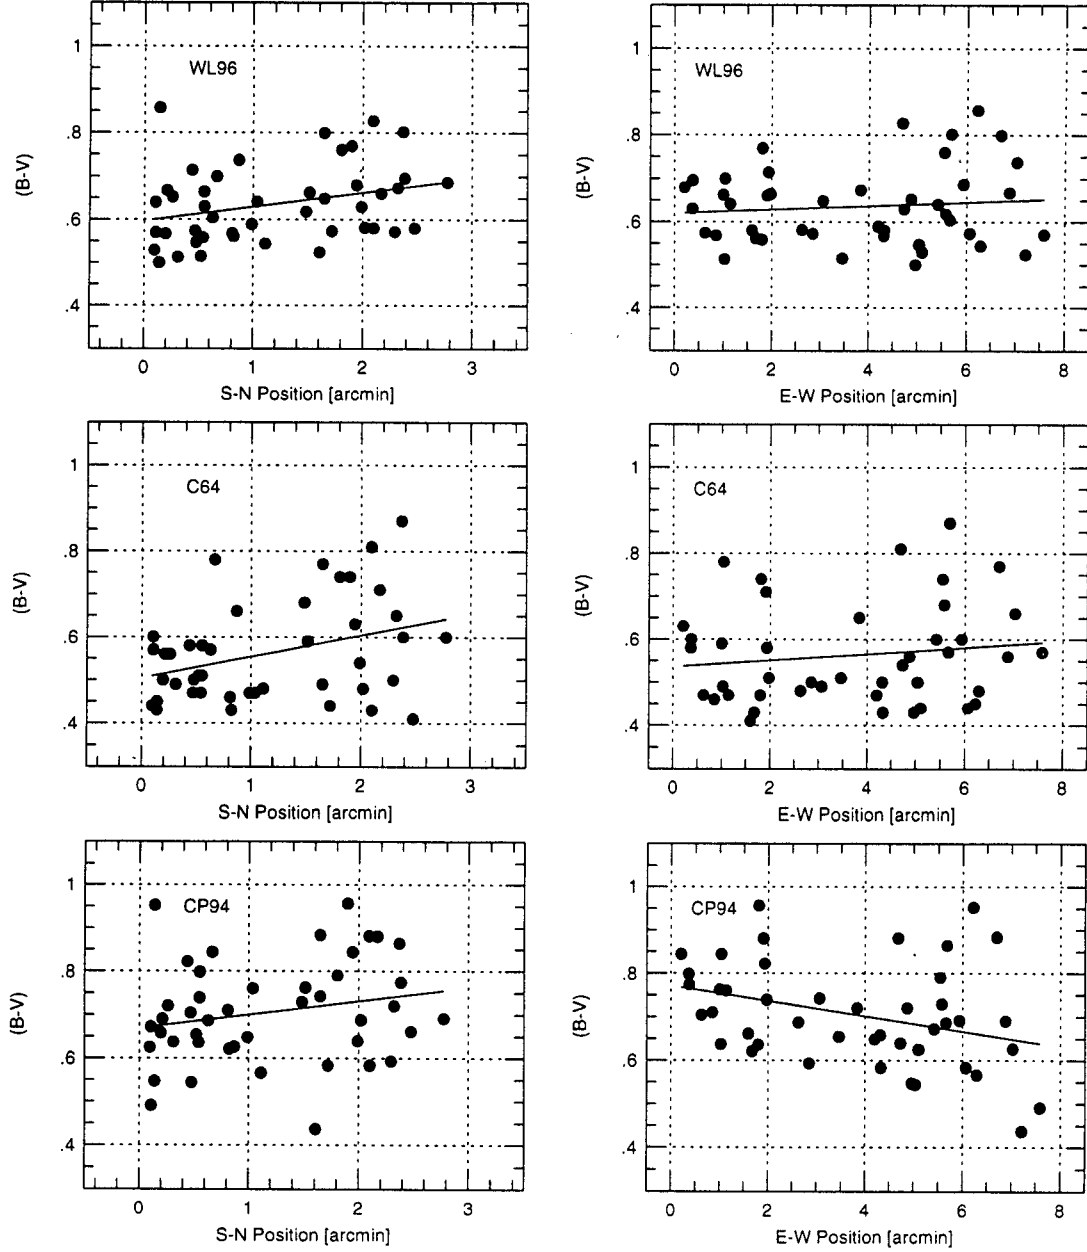 1
WL96
.8
(B-V)
.6
.4
0 1 2 3
S-N Position [arcmin]
1
WL96
.8
(B-V)
.6
.4
0 2 4 6 8
E-W Position [arcmin]
1
C64
.8
(B-V)
.6
.4
0 1 2 3
S-N Position [arcmin]
1
C64
.8
(B-V)
.6
.4
0 2 4 6 8
E-W Position [arcmin]
1
CP94
.8
(B-V)
.6
.4
0 1 2 3
S-N Position [arcmin]
1
CP94
.8
(B-V)
.6
.4
0 2 4 6 8
E-W Position [arcmin]